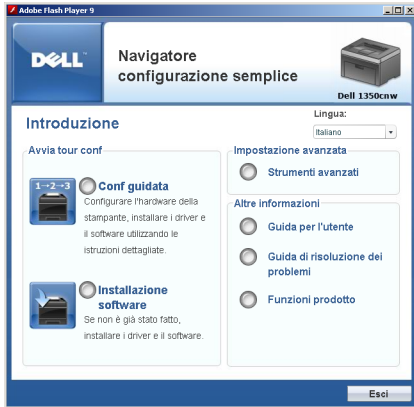 Adobe Flash Player 9
DELL™
Navigatore
configurazione semplice
Dell 1350cnw
Introduzione
Lingua:
Italiano
Avvia tour conf
1→2→3
Conf guidata
Configurare l'hardware della
stampante, installare i driver e
il software utilizzando le
istruzioni dettagliate.
Installazione
software
Se non è già stato fatto,
installare i driver e il software.
Impostazione avanzata
Strumenti avanzati
Altre informazioni
Guida per l'utente
Guida di risoluzione dei
problemi
Funzioni prodotto
Esci